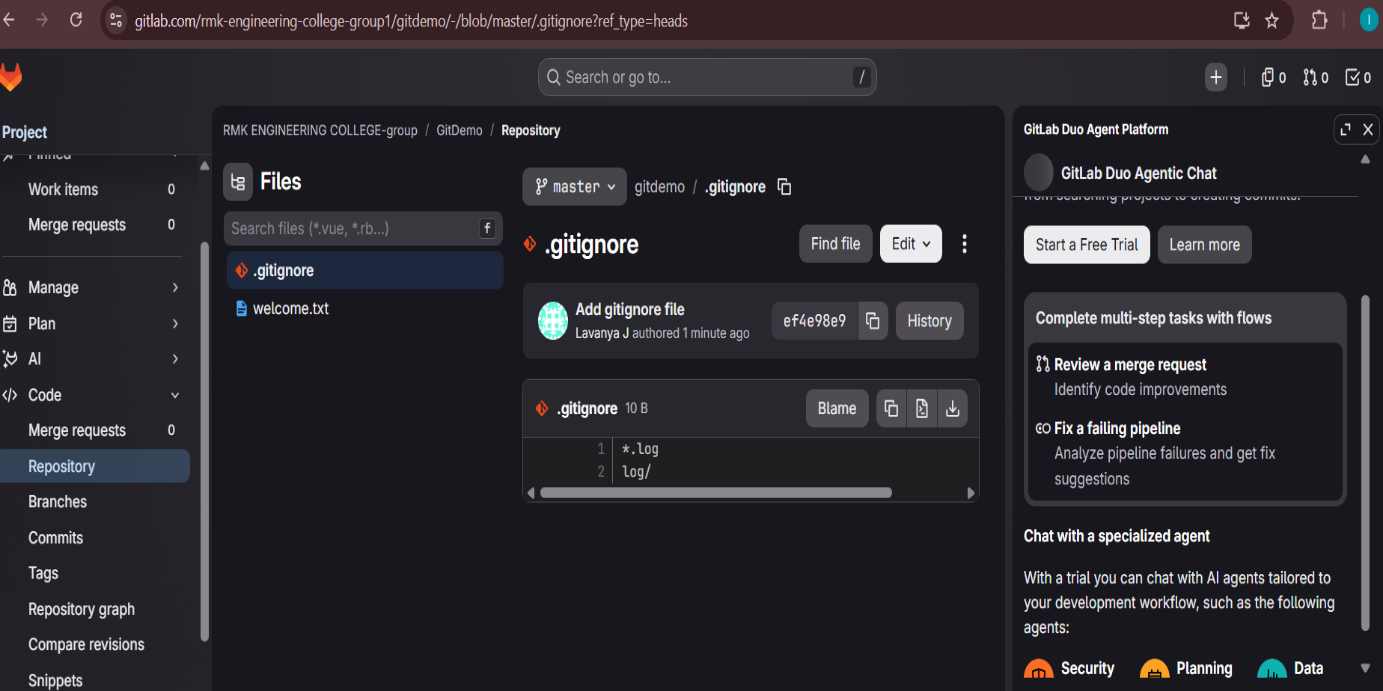 gitlab.com/rmk-engineering-college-group1/gitdemo/-/blob/master/.gitignore?ref_type=heads
I
Search or go to...
/
0
0
0
Project
Pinned
Work items 0
Merge requests 0
Manage
Plan
AI
Code
Merge requests 0
Repository
Branches
Commits
Tags
Repository graph
Compare revisions
Snippets
RMK ENGINEERING COLLEGE-group / GitDemo / Repository
Files
Search files (*.vue, *.rb...) f
.gitignore
welcome.txt
master
gitdemo / .gitignore
.gitignore
Find file
Edit
Add gitignore file
Lavanya J authored 1 minute ago
ef4e98e9
History
.gitignore 10 B
Blame
1 *.log
2 log/
GitLab Duo Agent Platform
GitLab Duo Agentic Chat
from searching projects to creating commits.
Start a Free Trial
Learn more
Complete multi-step tasks with flows
Review a merge request
Identify code improvements
Fix a failing pipeline
Analyze pipeline failures and get fix
suggestions
Chat with a specialized agent
With a trial you can chat with AI agents tailored to
your development workflow, such as the following
agents:
Security
Planning
Data